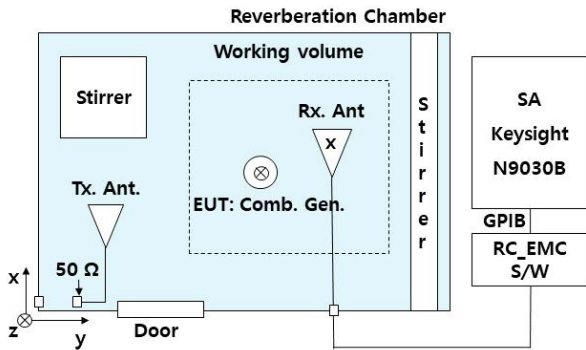 Reverberation Chamber
Working volume
Stirrer
Rx. Ant
x
EUT: Comb. Gen.
Tx. Ant.
50 Ω
Stirrer
Door
x
z
y
SA
Keysight
N9030B
GPIB
RC_EMC
S/W